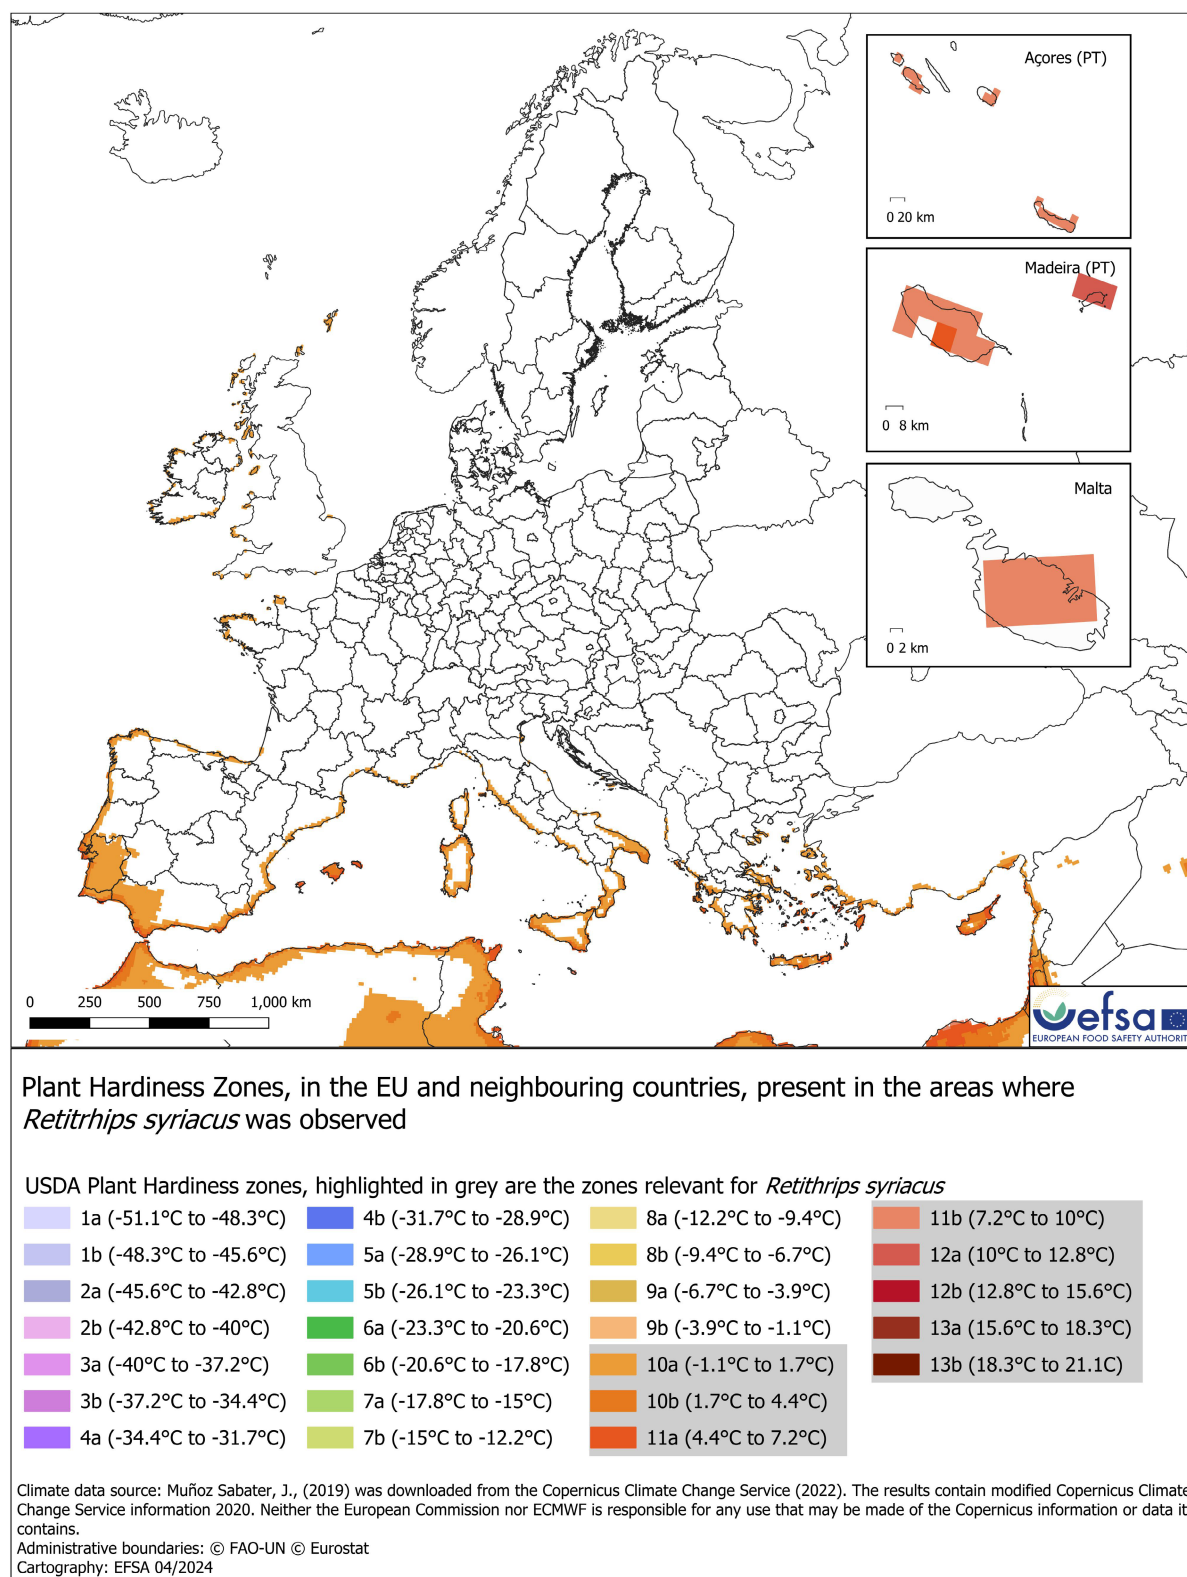 Açores (PT)
0 20 km
Madeira (PT)
0 8 km
Malta
0 2 km
0 250 500 750 1,000 km
efsa
EUROPEAN FOOD SAFETY AUTHORIT
Plant Hardiness Zones, in the EU and neighbouring countries, present in the areas where
Retitrhips syriacus was observed
USDA Plant Hardiness zones, highlighted in grey are the zones relevant for Retithrips syriacus
1a (-51.1°C to -48.3°C)
1b (-48.3°C to -45.6°C)
2a (-45.6°C to -42.8°C)
2b (-42.8°C to -40°C)
3a (-40°C to -37.2°C)
3b (-37.2°C to -34.4°C)
4a (-34.4°C to -31.7°C)
4b (-31.7°C to -28.9°C)
5a (-28.9°C to -26.1°C)
5b (-26.1°C to -23.3°C)
6a (-23.3°C to -20.6°C)
6b (-20.6°C to -17.8°C)
7a (-17.8°C to -15°C)
7b (-15°C to -12.2°C)
8a (-12.2°C to -9.4°C)
8b (-9.4°C to -6.7°C)
9a (-6.7°C to -3.9°C)
9b (-3.9°C to -1.1°C)
10a (-1.1°C to 1.7°C)
10b (1.7°C to 4.4°C)
11a (4.4°C to 7.2°C)
11b (7.2°C to 10°C)
12a (10°C to 12.8°C)
12b (12.8°C to 15.6°C)
13a (15.6°C to 18.3°C)
13b (18.3°C to 21.1C)
Climate data source: Muñoz Sabater, J., (2019) was downloaded from the Copernicus Climate Change Service (2022). The results contain modified Copernicus Climate
Change Service information 2020. Neither the European Commission nor ECMWF is responsible for any use that may be made of the Copernicus information or data it
contains.
Administrative boundaries: © FAO-UN © Eurostat
Cartography: EFSA 04/2024